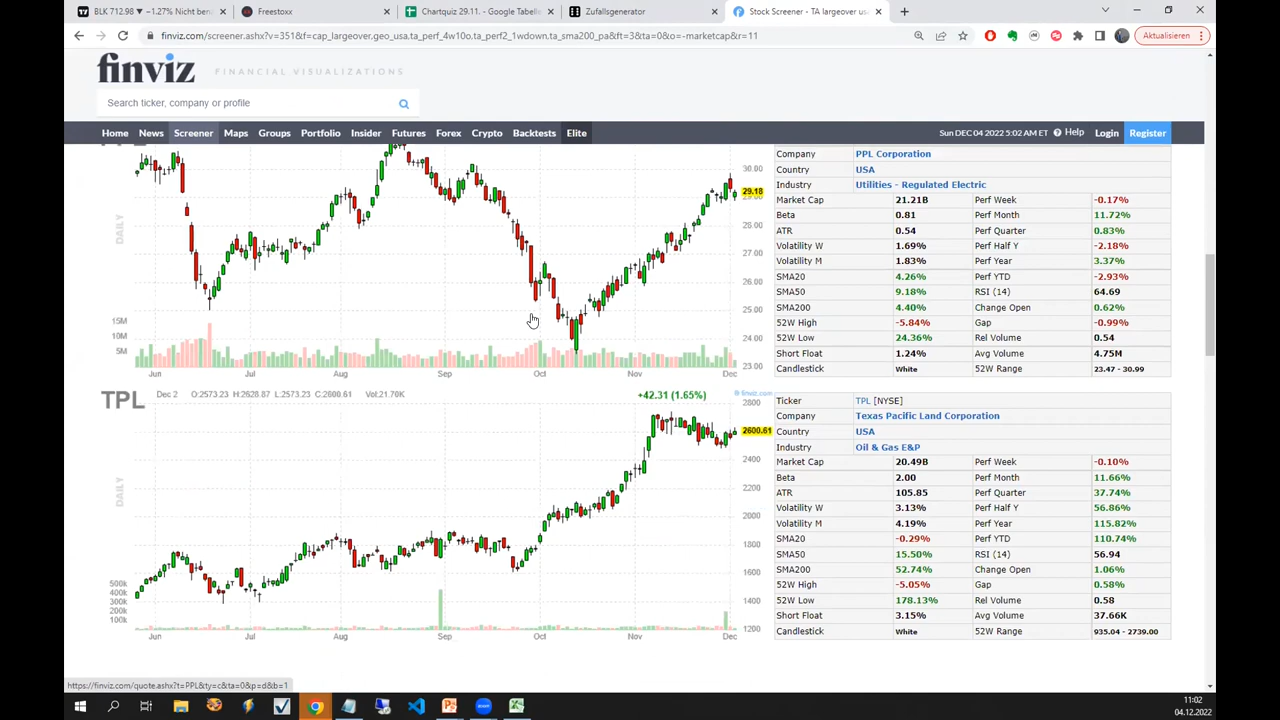 BLK 712.98 ▼ −1.27% Nicht ber
Freestoxx
Chartquiz 29.11. - Google Tabelle
Zufallsgenerator
Stock Screener - TA largeover us
finviz.com/screener.ashx?v=351&f=cap_largeover,geo_usa,ta_perf_4w10o,ta_perf2_1wdown,ta_sma200_pa&ft=3&ta=0&o=-marketcap&r=11
Aktualisieren
finviz FINANCIAL VISUALIZATIONS
Search ticker, company or profile
Home News Screener Maps Groups Portfolio Insider Futures Forex Crypto Backtests Elite
Sun DEC 04 2022 5:02 AM ET Help Login Register
PPL
DAILY
30.00
29.18
29.00
28.00
27.00
26.00
25.00
24.00
23.00
15M
10M
5M
Jun Jul Aug Sep Oct Nov Dec
Company PPL Corporation
Country USA
Industry Utilities - Regulated Electric
Market Cap 21.21B Perf Week -0.17%
Beta 0.81 Perf Month 11.72%
ATR 0.54 Perf Quarter 0.83%
Volatility W 1.69% Perf Half Y -2.18%
Volatility M 1.83% Perf Year 3.37%
SMA20 4.26% Perf YTD -2.93%
SMA50 9.18% RSI (14) 64.69
SMA200 4.40% Change Open 0.62%
52W High -5.84% Gap -0.99%
52W Low 24.36% Rel Volume 0.54
Short Float 1.24% Avg Volume 4.75M
Candlestick White 52W Range 23.47 - 30.99
TPL Dec 2 O:2573.23 H:2628.87 L:2573.23 C:2600.61 Vol:21.70K +42.31 (1.65%) © finviz.com
DAILY
2800
2600.61
2400
2200
2000
1800
1600
1400
1200
500k
400k
300k
200k
100k
Jun Jul Aug Sep Oct Nov Dec
Ticker TPL [NYSE]
Company Texas Pacific Land Corporation
Country USA
Industry Oil & Gas E&P
Market Cap 20.49B Perf Week -0.10%
Beta 2.00 Perf Month 11.66%
ATR 105.85 Perf Quarter 37.74%
Volatility W 3.13% Perf Half Y 56.86%
Volatility M 4.19% Perf Year 115.82%
SMA20 -0.29% Perf YTD 110.74%
SMA50 15.50% RSI (14) 56.94
SMA200 52.74% Change Open 1.06%
52W High -5.05% Gap 0.58%
52W Low 178.13% Rel Volume 0.58
Short Float 3.15% Avg Volume 37.66K
Candlestick White 52W Range 935.04 - 2739.00
https://finviz.com/quote.ashx?t=PPL&ty=c&ta=0&p=d&b=1
11:02
04.12.2022